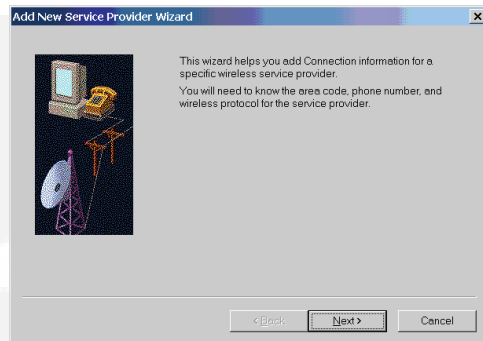 Add New Service Provider Wizard
This wizard helps you add Connection information for a
specific wireless service provider.
You will need to know the area code, phone number, and
wireless protocol for the service provider.
< Back
Next >
Cancel